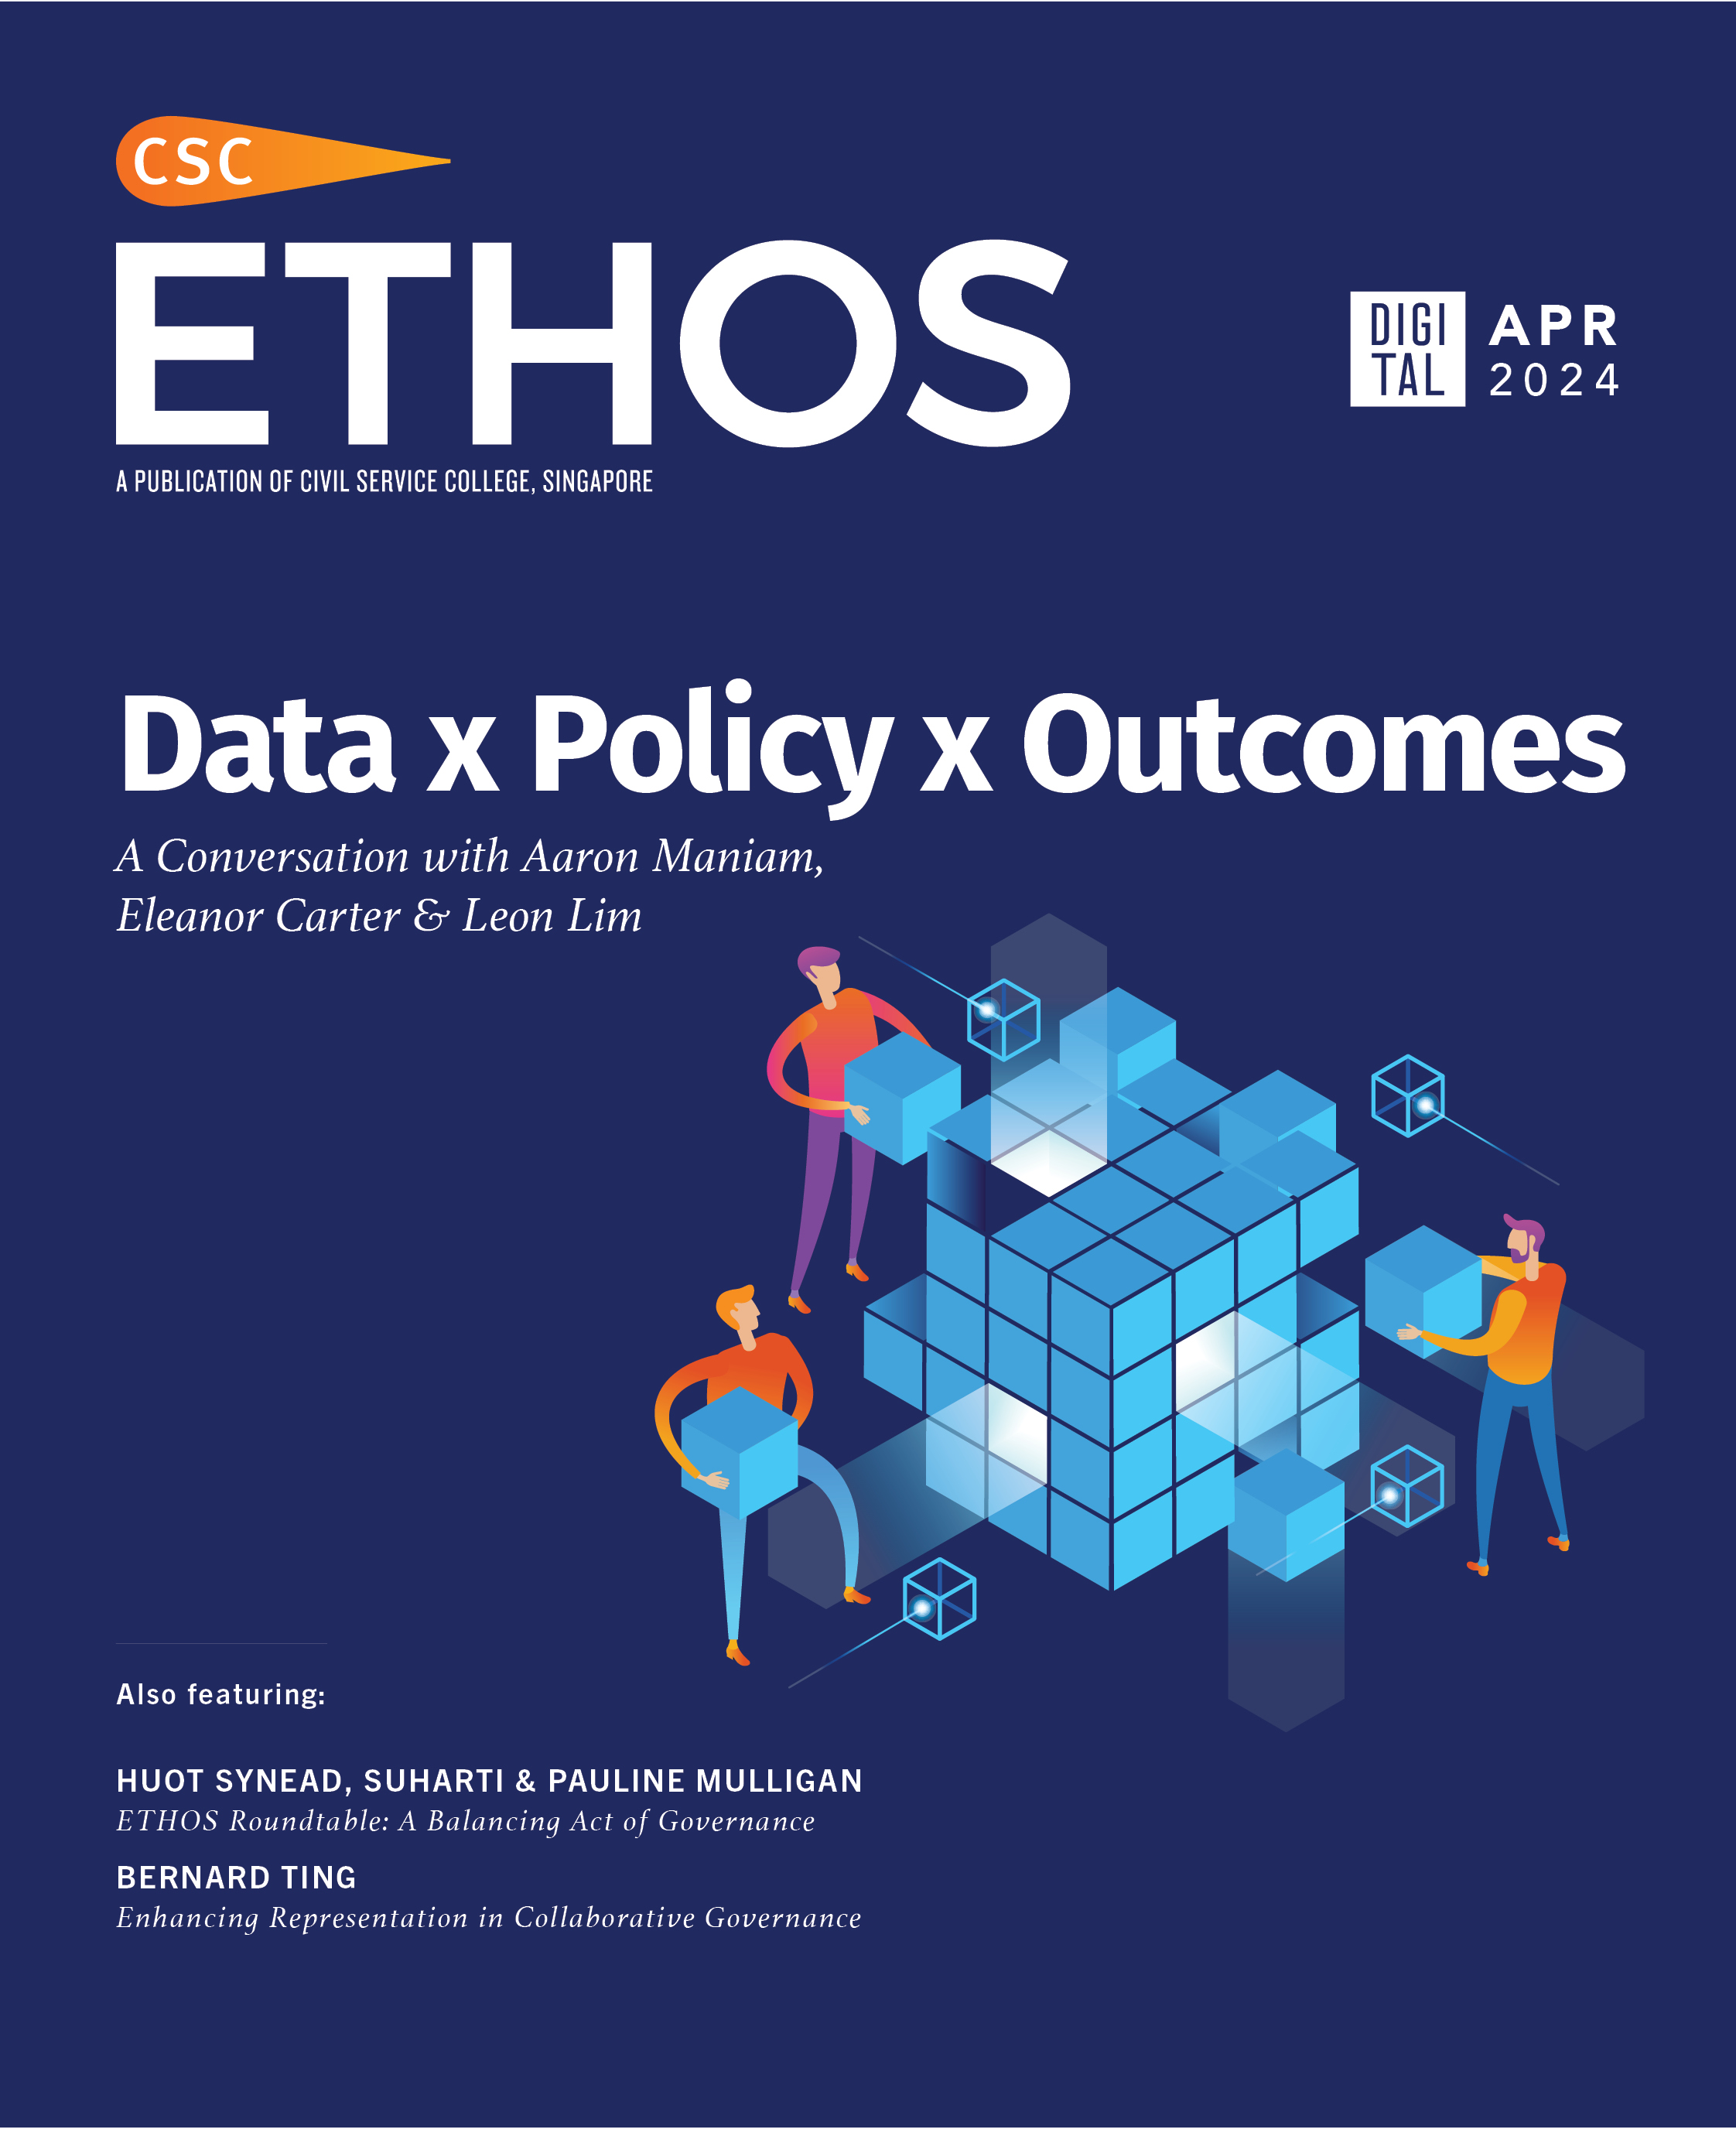 CSC
ETHOS
DIGI
TAL
APR
2024
A PUBLICATION OF CIVIL SERVICE COLLEGE, SINGAPORE
Data x Policy x Outcomes
A Conversation with Aaron Maniam,
Eleanor Carter & Leon Lim
Also featuring:
HUOT SYNEAD, SUHARTI & PAULINE MULLIGAN
ETHOS Roundtable: A Balancing Act of Governance
BERNARD TING
Enhancing Representation in Collaborative Governance